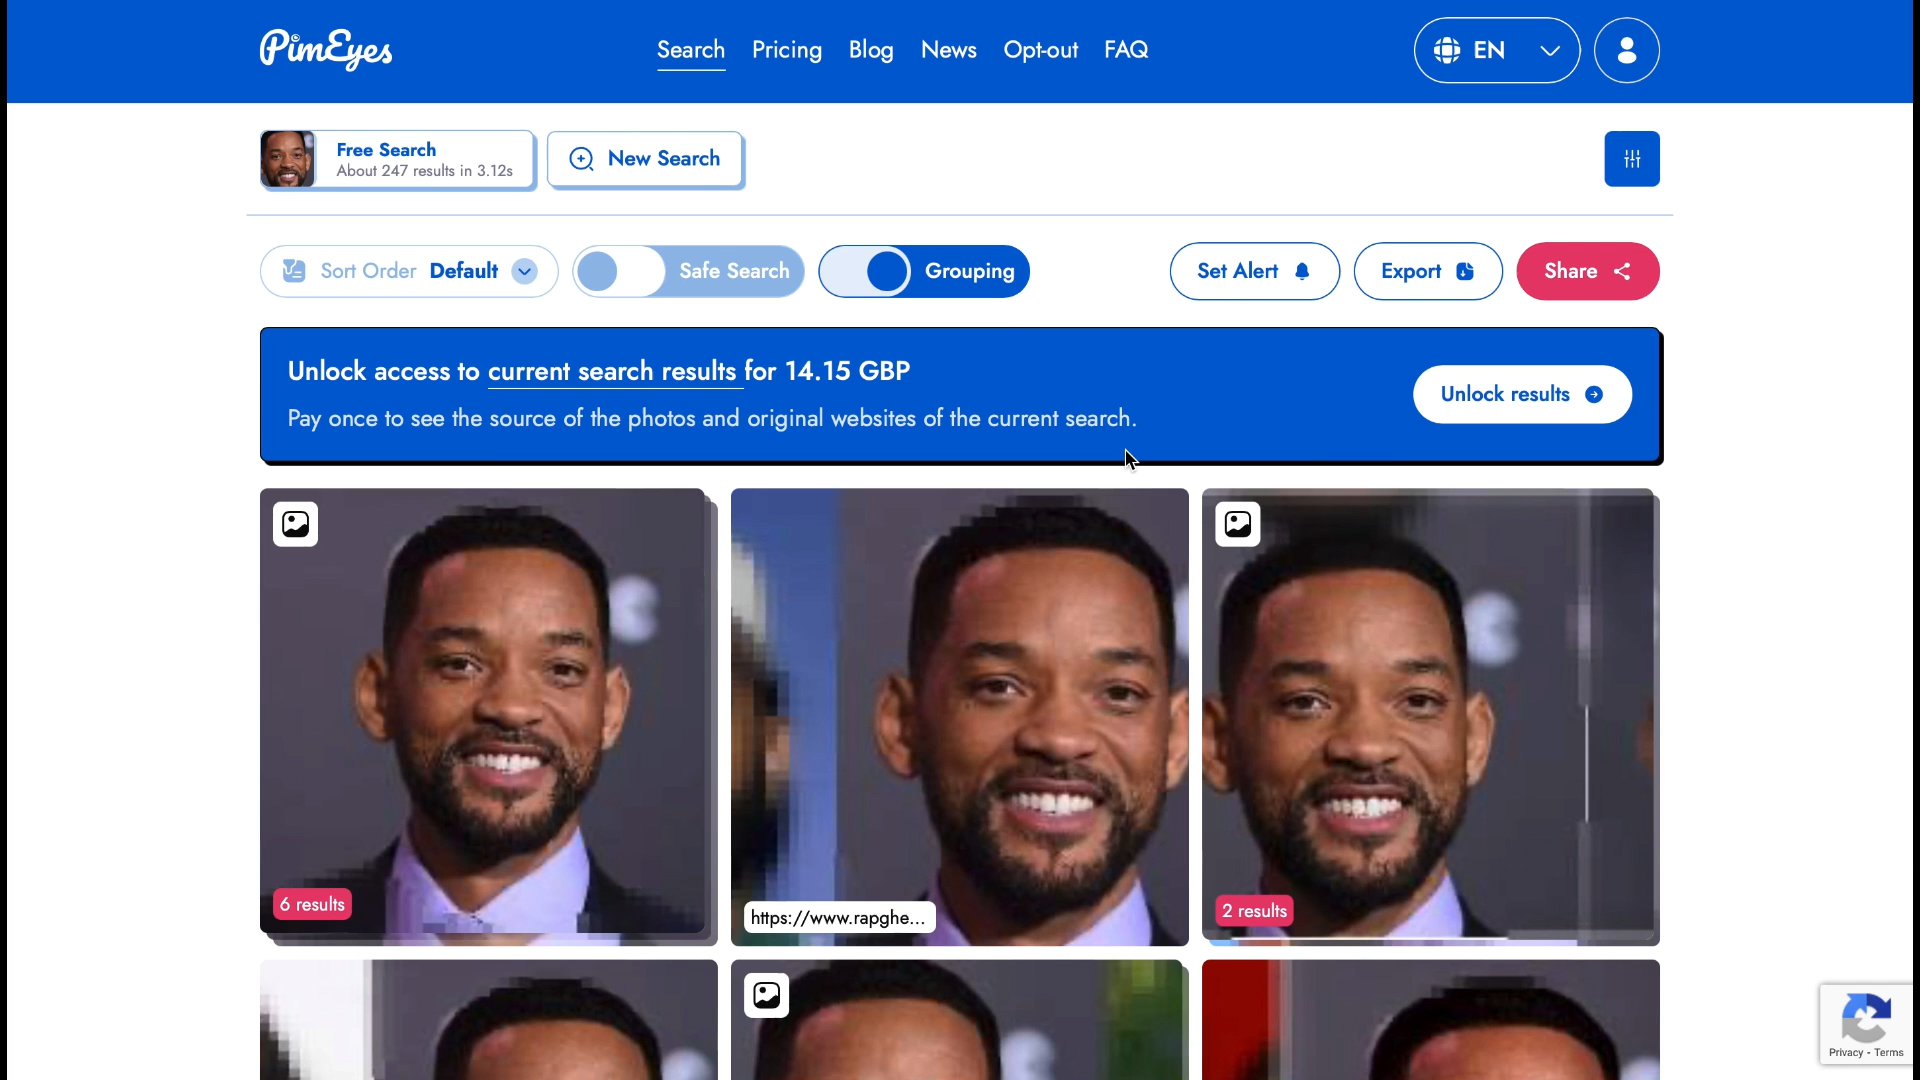 PimEyes
Search Pricing Blog News Opt-out FAQ
EN
Free Search
About 247 results in 3.12s
New Search
Sort Order Default
Safe Search
Grouping
Set Alert
Export
Share
Unlock access to current search results for 14.15 GBP
Pay once to see the source of the photos and original websites of the current search.
Unlock results
6 results
https://www.rapghe...
2 results
Privacy - Terms